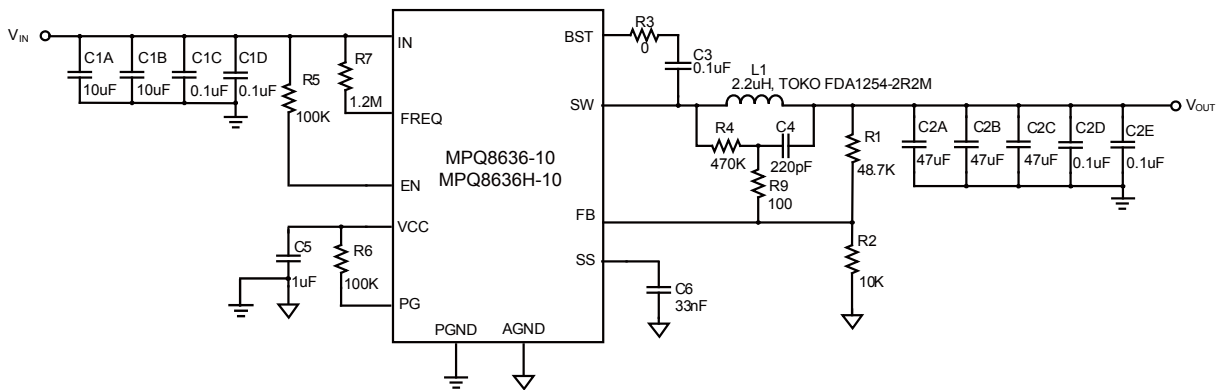 VIN
C1A
10uF
C1B
10uF
C1C
0.1uF
C1D
0.1uF
R5
100K
R7
1.2M
IN
FREQ
EN
VCC
PG
C5
1uF
R6
100K
MPQ8636-10
MPQ8636H-10
PGND
AGND
BST
SW
FB
SS
R3
0
C3
0.1uF
L1
2.2uH, TOKO FDA1254-2R2M
R4
470K
C4
220pF
R9
100
R1
48.7K
R2
10K
C6
33nF
C2A
47uF
C2B
47uF
C2C
47uF
C2D
0.1uF
C2E
0.1uF
VOUT